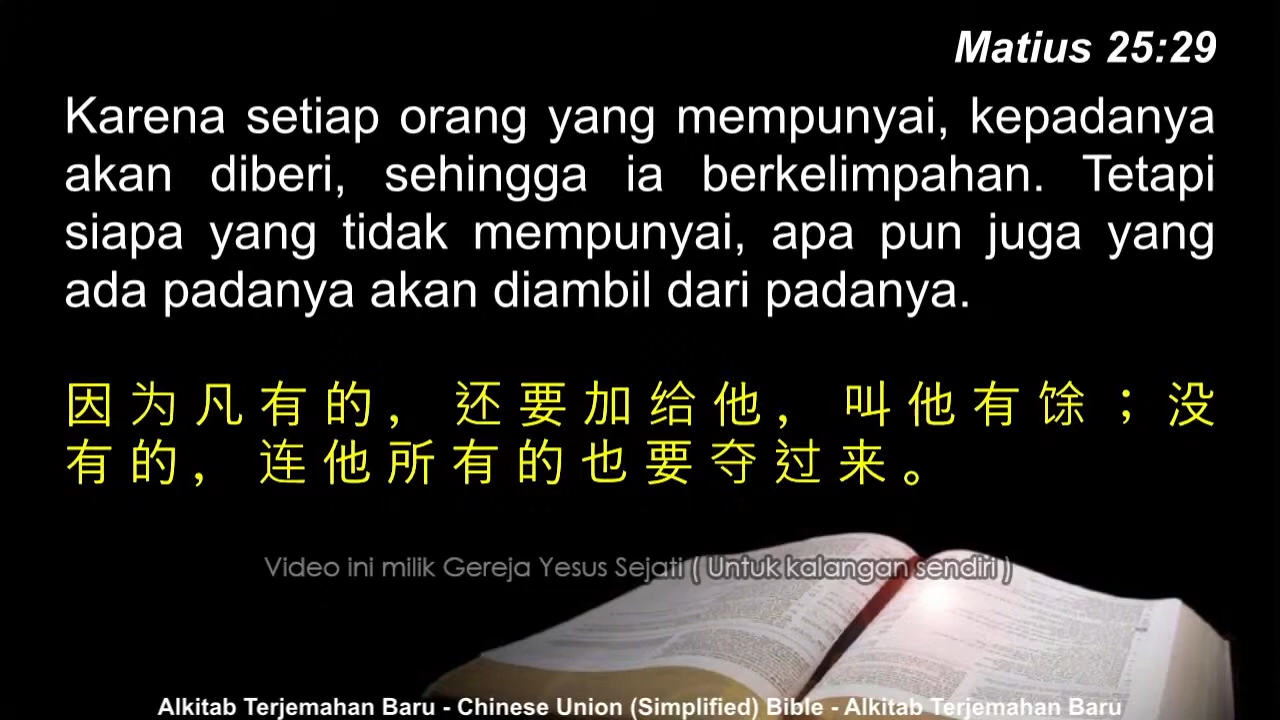 Matius 25:29
Karena setiap orang yang mempunyai, kepadanya
akan diberi, sehingga ia berkelimpahan. Tetapi
siapa yang tidak mempunyai, apa pun juga yang
ada padanya akan diambil dari padanya.
因为凡有的，还要加给他，叫他有馀；没
有的，连他所有的也要夺过来。
Video ini milik Gereja Yesus Sejati ( Untuk kalangan sendiri )
Alkitab Terjemahan Baru - Chinese Union (Simplified) Bible - Alkitab Terjemahan Baru